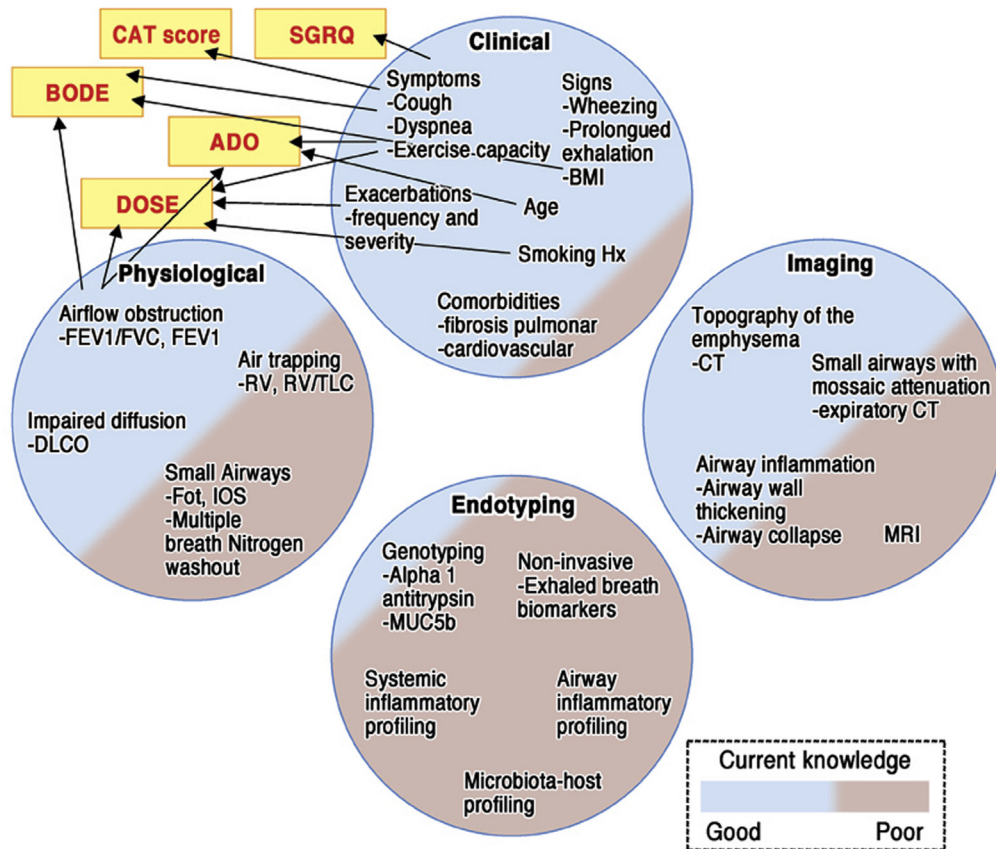 CAT score
SGRQ
BODE
ADO
DOSE
Clinical
Symptoms
-Cough
-Dyspnea
-Exercise capacity
Signs
-Wheezing
-Prolongued
exhalation
-BMI
Exacerbations
-frequency and
severity
Age
Smoking Hx
Comorbidities
-fibrosis pulmonar
-cardiovascular
Physiological
Airflow obstruction
-FEV1/FVC, FEV1
Air trapping
-RV, RV/TLC
Impaired diffusion
-DLCO
Small Airways
-Fot, IOS
-Multiple
breath Nitrogen
washout
Imaging
Topography of the
emphysema
-CT
Small airways with
mossaic attenuation
-expiratory CT
Airway inflammation
-Airway wall
thickening
-Airway collapse
MRI
Endotyping
Genotyping
-Alpha 1
antitrypsin
-MUC5b
Non-invasive
-Exhaled breath
biomarkers
Systemic
inflammatory
profiling
Airway
inflammatory
profiling
Microbiota-host
profiling
Current knowledge
Good
Poor